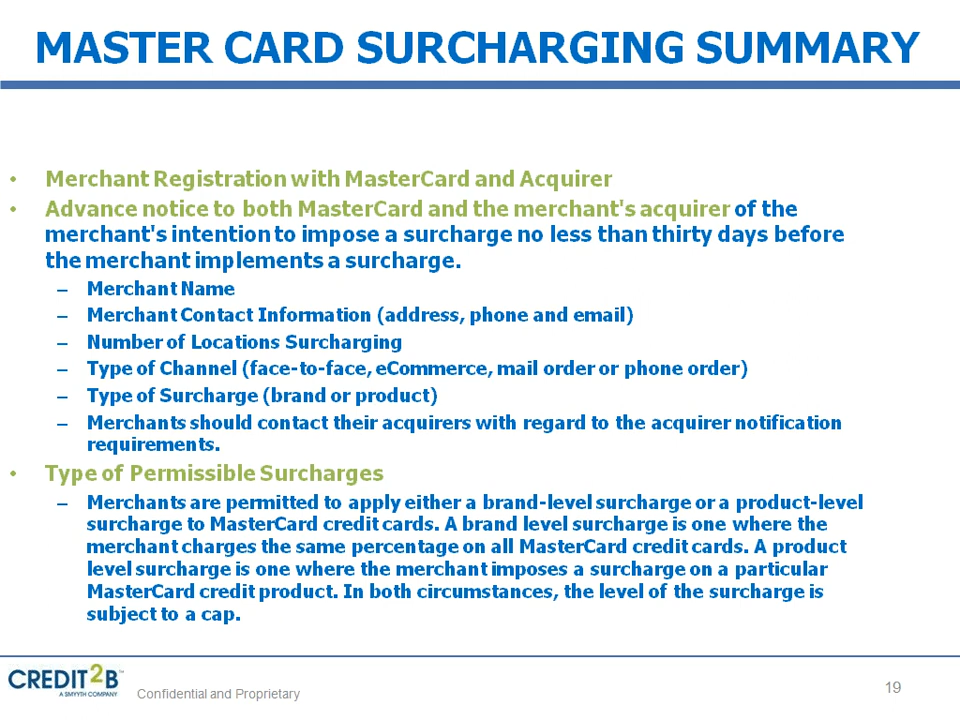 MASTER CARD SURCHARGING SUMMARY
• Merchant Registration with MasterCard and Acquirer
• Advance notice to both MasterCard and the merchant's acquirer of the
merchant's intention to impose a surcharge no less than thirty days before
the merchant implements a surcharge.
– Merchant Name
– Merchant Contact Information (address, phone and email)
– Number of Locations Surcharging
– Type of Channel (face-to-face, eCommerce, mail order or phone order)
– Type of Surcharge (brand or product)
– Merchants should contact their acquirers with regard to the acquirer notification
requirements.
• Type of Permissible Surcharges
– Merchants are permitted to apply either a brand-level surcharge or a product-level
surcharge to MasterCard credit cards. A brand level surcharge is one where the
merchant charges the same percentage on all MasterCard credit cards. A product
level surcharge is one where the merchant imposes a surcharge on a particular
MasterCard credit product. In both circumstances, the level of the surcharge is
subject to a cap.
CREDIT2B™
A SMYYTH COMPANY
Confidential and Proprietary
19